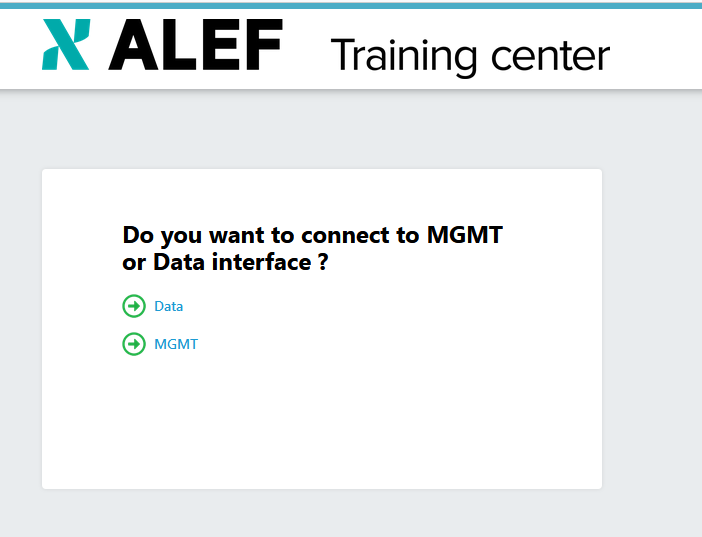 ALEF Training center
Do you want to connect to MGMT
or Data interface ?
Data
MGMT